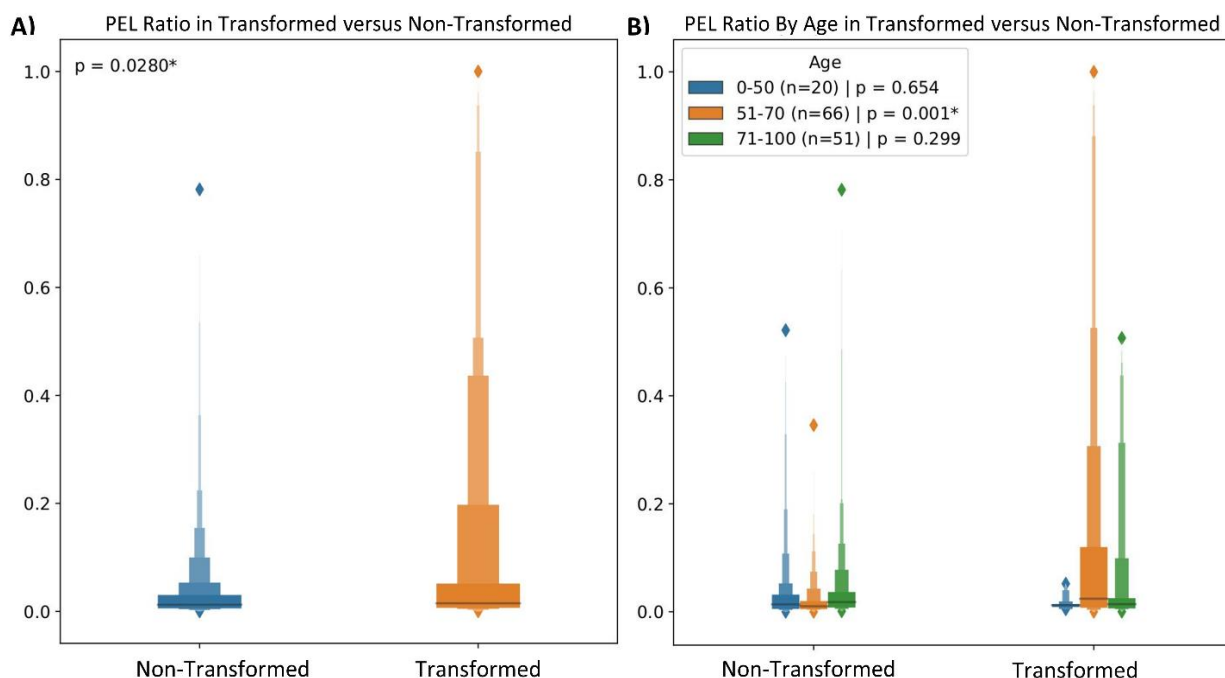 A)
PEL Ratio in Transformed versus Non-Transformed
p = 0.0280*
1.0
0.8
0.6
0.4
0.2
0.0
Non-Transformed
Transformed
B)
PEL Ratio By Age in Transformed versus Non-Transformed
Age
0-50 (n=20) | p = 0.654
51-70 (n=66) | p = 0.001*
71-100 (n=51) | p = 0.299
1.0
0.8
0.6
0.4
0.2
0.0
Non-Transformed
Transformed